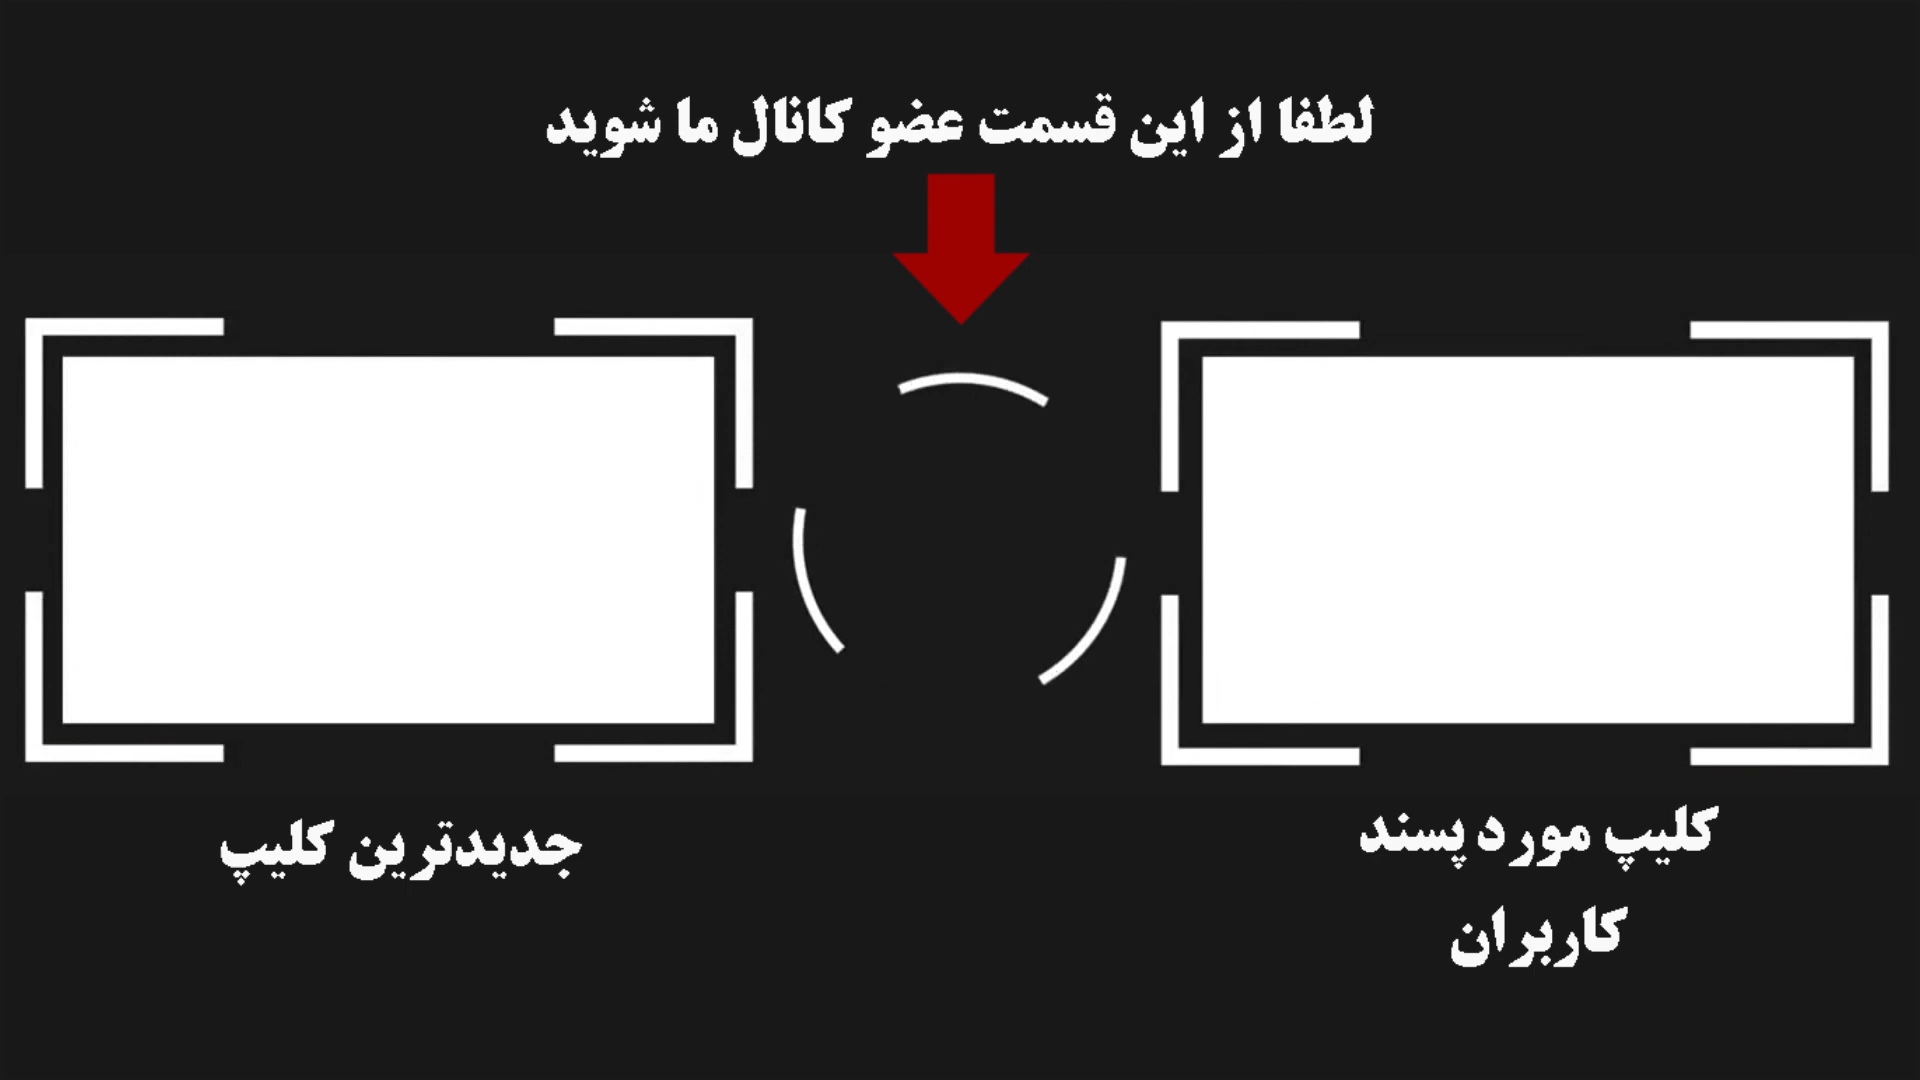 لطفا از این قسمت عضو کانال ما شوید
کلیپ مورد پسند
کاربران
جدیدترین کلیپ